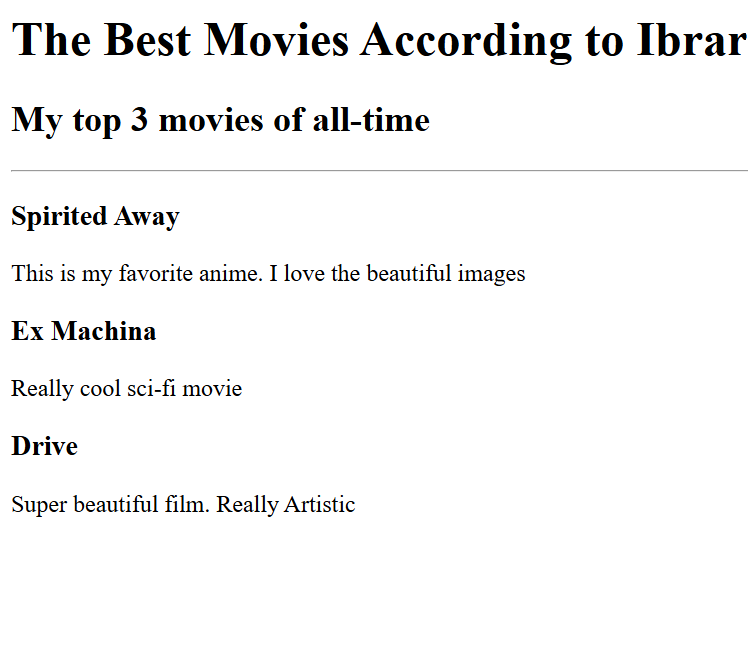 The Best Movies According to Ibrar
My top 3 movies of all-time
Spirited Away
This is my favorite anime. I love the beautiful images
Ex Machina
Really cool sci-fi movie
Drive
Super beautiful film. Really Artistic